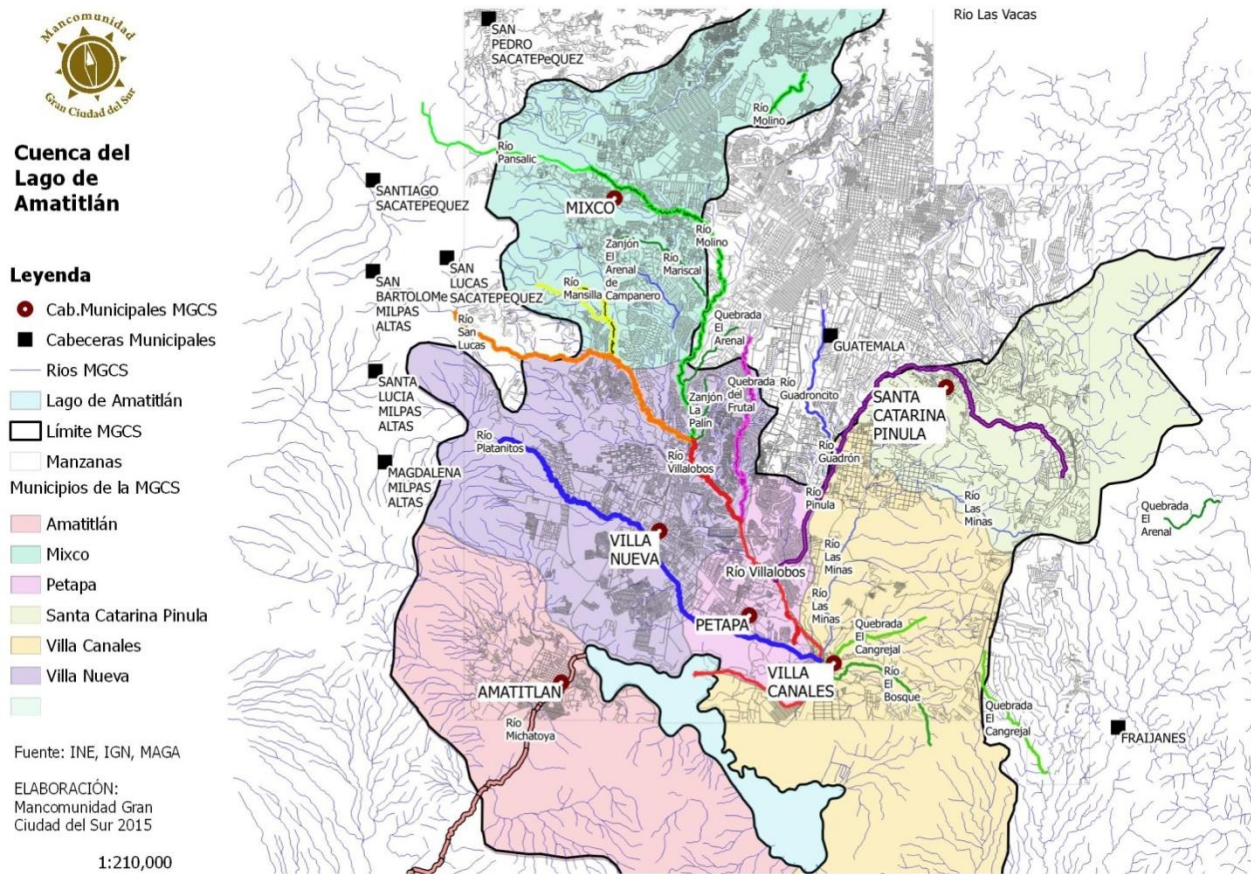 Mancomunidad
Gran Ciudad del Sur
Cuenca del
Lago de
Amatitlán
Leyenda
Cab.Municipales MGCS
Cabeceras Municipales
Rios MGCS
Lago de Amatitlán
Límite MGCS
Manzanas
Municipios de la MGCS
Amatitlán
Mixco
Petapa
Santa Catarina Pinula
Villa Canales
Villa Nueva
Fuente: INE, IGN, MAGA
ELABORACIÓN:
Mancomunidad Gran
Ciudad del Sur 2015
1:210,000
Río Las Vacas
SAN
PEDRO
SACATEPeQUEZ
Río
Molino
Río
Pansalic
SANTIAGO
SACATEPEQUEZ
MIXCO
Río
Molino
Zanjón
El Arenal
de
Campanero
Río
Mariscal
SAN
LUCAS
SACATEPEQUEZ
SAN
BARTOLOMe
MILPAS
ALTAS
Río
Mansilla
Río
San
Lucas
Quebrada
El
Arenal
GUATEMALA
SANTA
LUCIA
MILPAS
ALTAS
Quebrada
del
Frutal
Río
Guadroncito
SANTA
CATARINA
PINULA
Zanjón
La
Palín
Río
Platanitos
Río
Villalobos
Río
Guadrón
MAGDALENA
MILPAS
ALTAS
Río
Pinula
Río
Las
Minas
Quebrada
El
Arenal
VILLA
NUEVA
Río
Las
Minas
Río Villalobos
Río
Las
Minas
PETAPA
Quebrada
El
Cangrejal
VILLA
CANALES
Río
El
Bosque
AMATITLAN
Río
Michatoya
Quebrada
El
Cangrejal
FRAIJANES